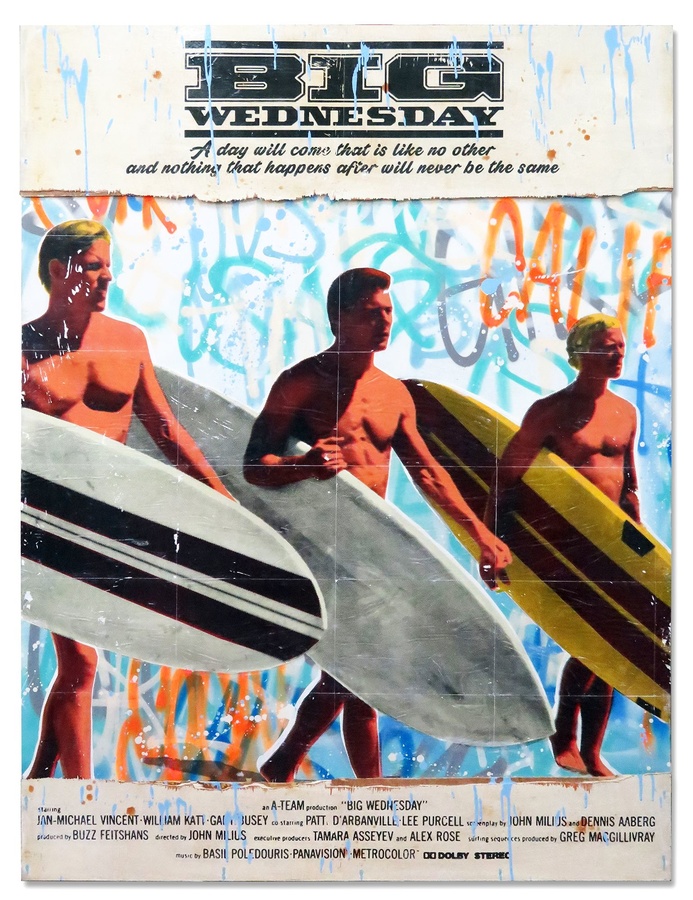 BIG
WEDNESDAY
A day will come that is like no other
and nothing that happens after will never be the same
CALIF
starring an A-TEAM production "BIG WEDNESDAY"
JAN-MICHAEL VINCENT·WILLIAM KATT·GARY BUSEY co starring PATT. D'ARBANVILLE·LEE PURCELL screenplay by JOHN MILIUS and DENNIS AABERG
produced by BUZZ FEITSHANS directed by JOHN MILIUS executive producers TAMARA ASSEYEV and ALEX ROSE surfing sequences produced by GREG MACGILLIVRAY
music by BASIL POLEDOURIS·PANAVISION·METROCOLOR DOLBY STEREO